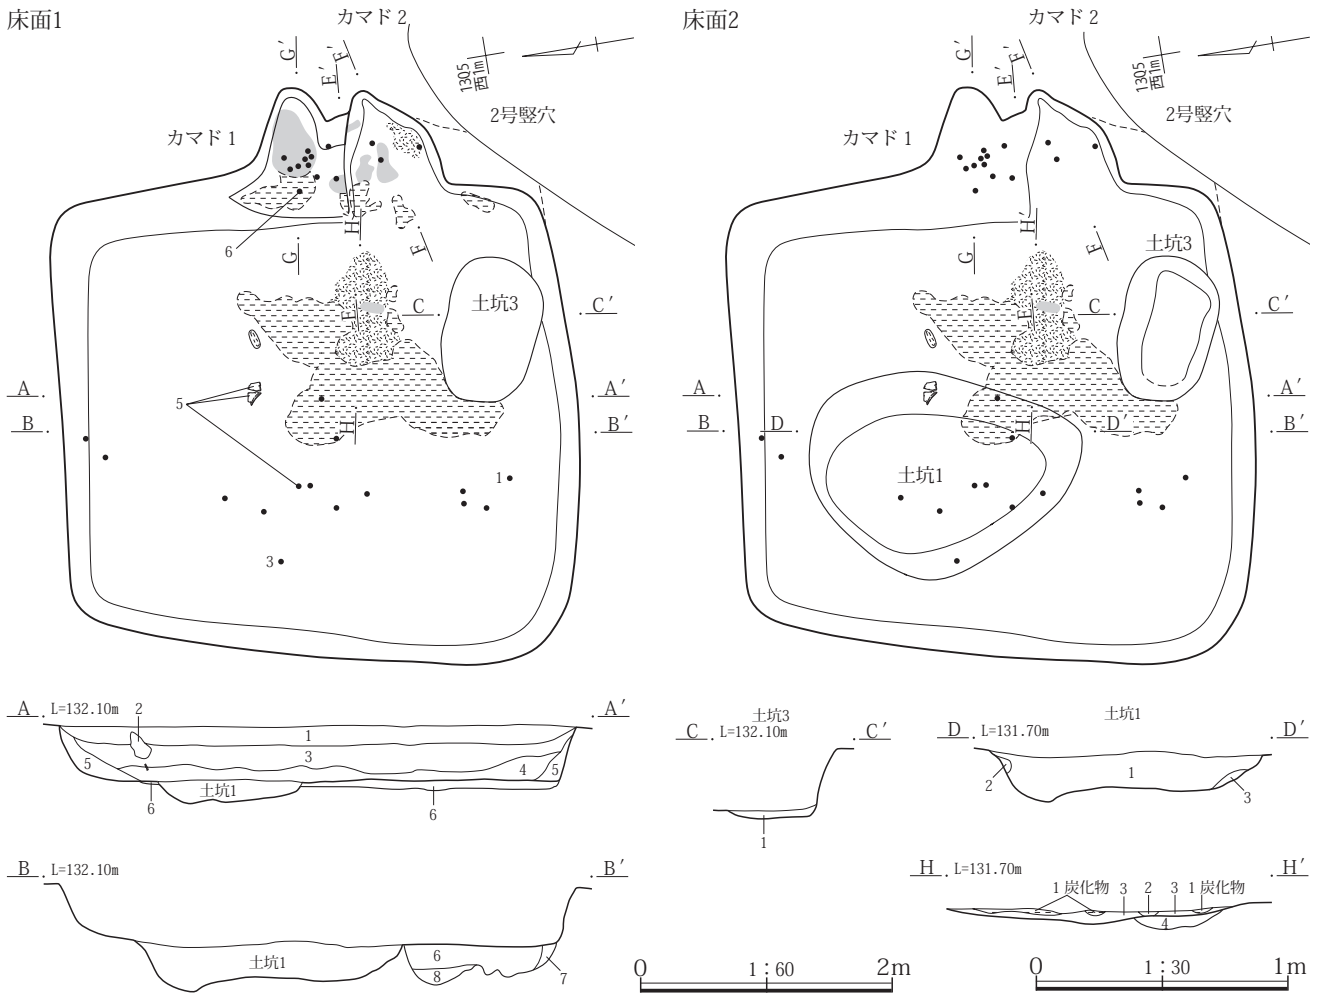 床面1
カマド 2
G′
F′
E′
13Q5
西1m
2号竪穴
カマド 1
6
H′
G
F
C
C′
E
土坑3
A
A′
B
B′
5
H
1
3
床面2
カマド 2
G′
F′
E′
13Q5
西1m
2号竪穴
カマド 1
H′
G
F
土坑3
C
C′
E
A
A′
B
D
D′
B′
H
土坑1
A
L=132.10m
2
A′
1
3
5
4
5
土坑1
6
6
B
L=132.10m
B′
土坑1
6
8
7
土坑3
C
L=132.10m
C′
1
土坑1
D
L=131.70m
D′
1
2
3
H
L=131.70m
H′
1 炭化物
3
2
3
1 炭化物
4
0
1:60
2m
0
1:30
1m